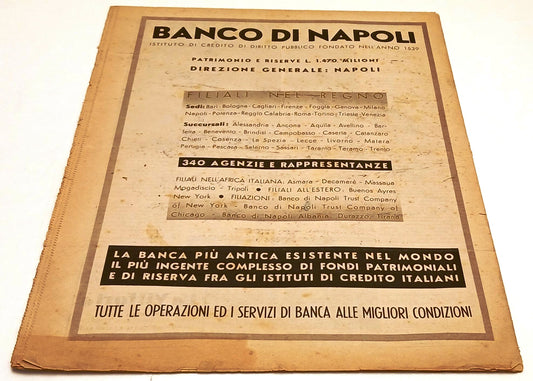 BANCO DI NAPOLI
ISTITUTO DI CREDITO DI DIRITTO PUBBLICO FONDATO NELL'ANNO 1539
PATRIMONIO E RISERVE L. 1.470 MILIONI
DIREZIONE GENERALE: NAPOLI
FILIALI NEL REGNO
Sedi: Bari - Bologna - Cagliari - Firenze - Foggia - Genova - Milano
Napoli - Potenza - Reggio Calabria - Roma - Torino - Trieste - Venezia
Succursali: Alessandria - Ancona - Aquila - Avellino - Bar-
letta - Benevento - Brindisi - Campobasso - Caserta - Catanzaro
Chieti - Cosenza - La Spezia - Lecce - Livorno - Matera
Perugia - Pescara - Salerno - Sassari - Taranto - Teramo - Trento
340 AGENZIE E RAPPRESENTANZE
FILIALI NELL'AFRICA ITALIANA: Asmara - Decamerè - Massaua
Mogadiscio - Tripoli • FILIALI ALL'ESTERO: Buenos Ayres
New York • FILIAZIONI: Banco di Napoli Trust Company
of New York - Banco di Napoli Trust Company of
Chicago - Banco di Napoli Albania Durazzo Tirana
LA BANCA PIÙ ANTICA ESISTENTE NEL MONDO
IL PIÙ INGENTE COMPLESSO DI FONDI PATRIMONIALI
E DI RISERVA FRA GLI ISTITUTI DI CREDITO ITALIANI
TUTTE LE OPERAZIONI ED I SERVIZI DI BANCA ALLE MIGLIORI CONDIZIONI